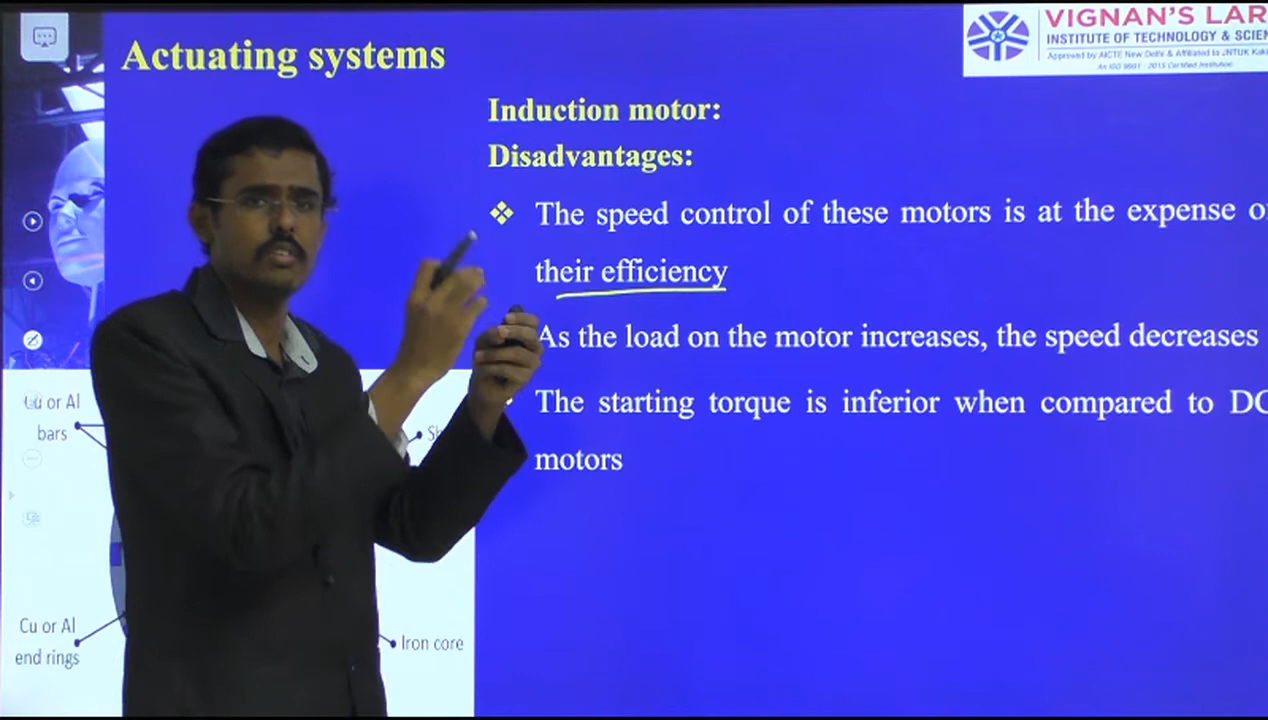 Actuating systems
VIGNAN'S LAR
INSTITUTE OF TECHNOLOGY & SCIEN
Approved by AICTE New Delhi & Affiliated to JNTUK Kaki
An ISO 9001 : 2015 Certified Institution
Induction motor:
Disadvantages:
❖ The speed control of these motors is at the expense of
their efficiency
As the load on the motor increases, the speed decreases
The starting torque is inferior when compared to DC
motors
Cu or Al
bars
Cu or Al
end rings
Iron core